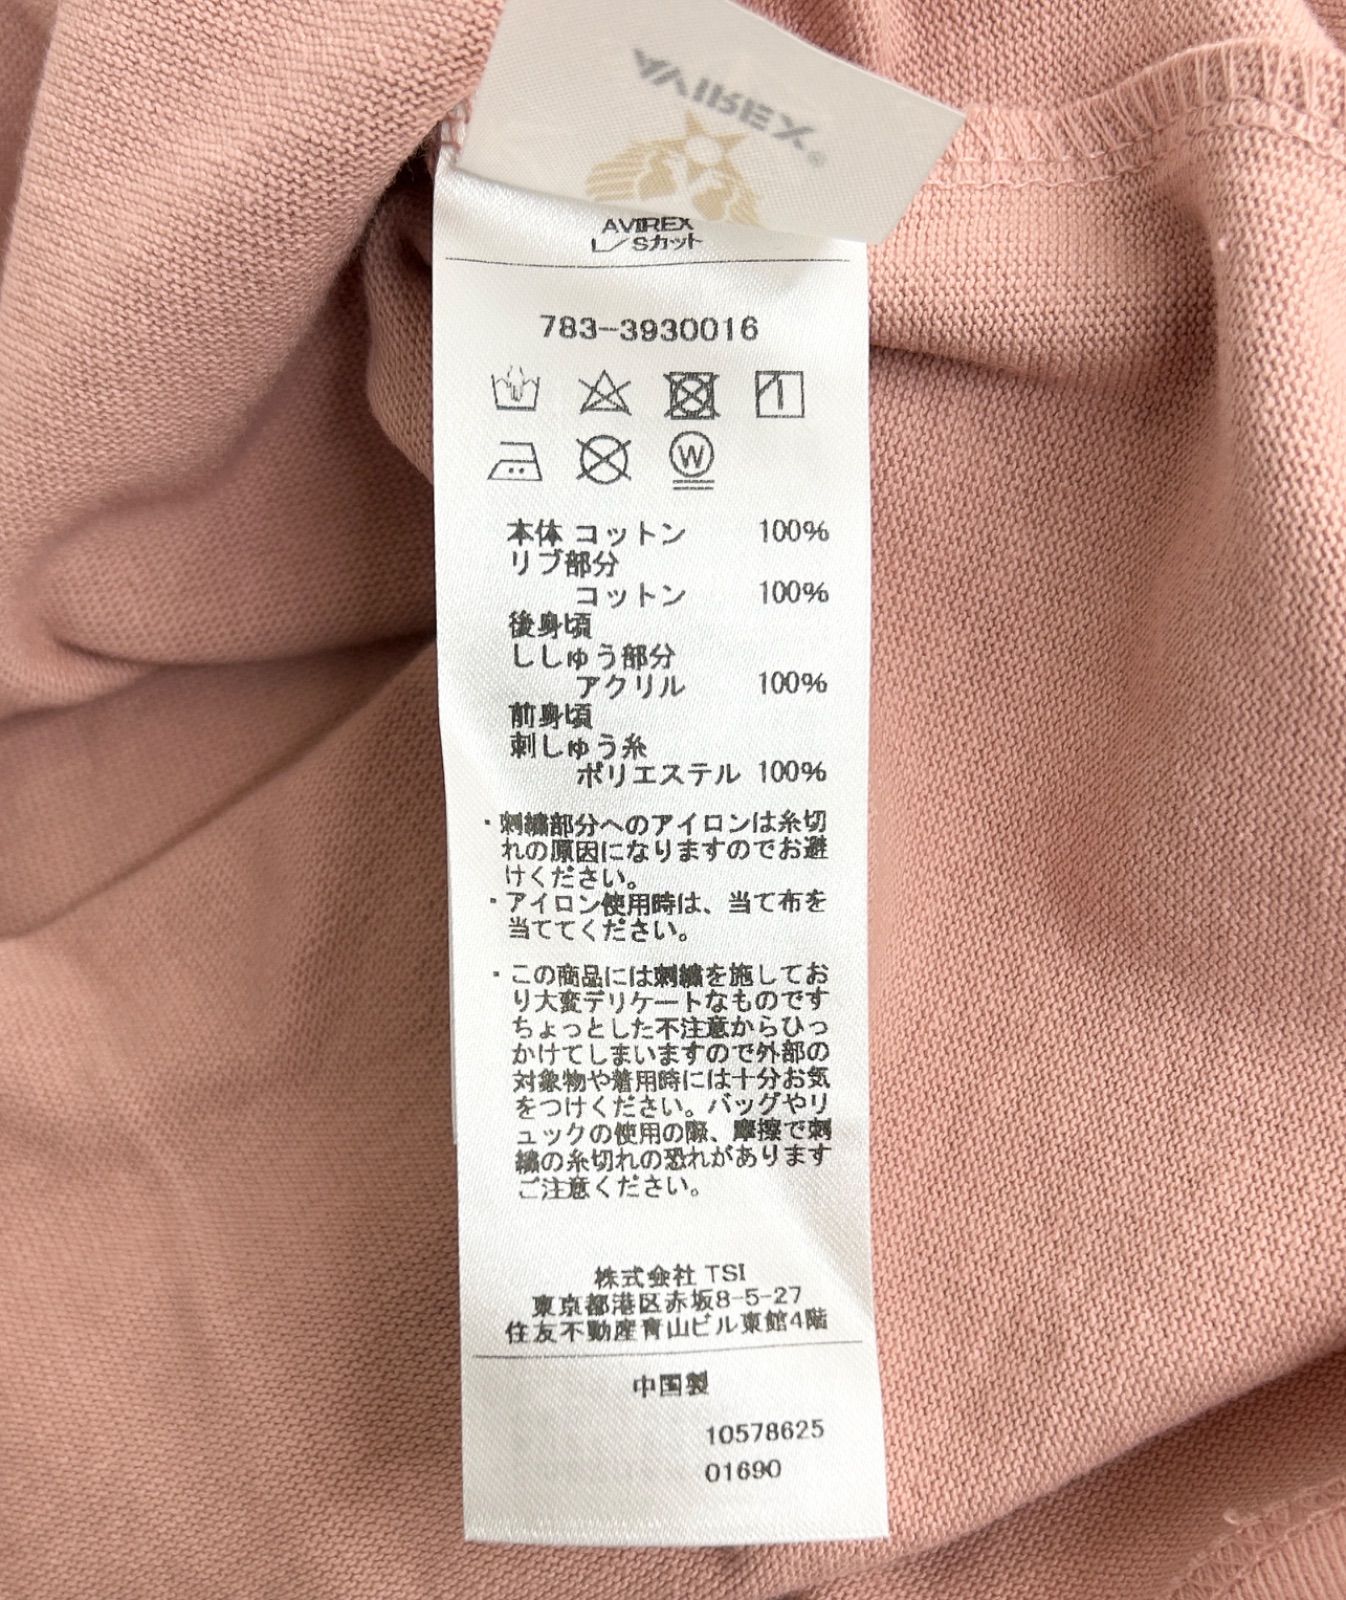 AVIREX®
AVIREX
L/Sカット
783-3930016
W
本体 コットン 100%
リブ部分
コットン 100%
後身頃
ししゅう部分
アクリル 100%
前身頃
刺しゅう糸
ポリエステル 100%
・刺繍部分へのアイロンは糸切
れの原因になりますのでお避
けください。
・アイロン使用時は、当て布を
当ててください。
・この商品には刺繍を施してお
り大変デリケートなものです
ちょっとした不注意からひっ
かけてしまいますので外部の
対象物や着用時には十分お気
をつけください。バッグやリ
ュックの使用の際、摩擦で刺
繍の糸切れの恐れがあります
ご注意ください。
株式会社 TSI
東京都港区赤坂8-5-27
住友不動産青山ビル東館4階
中国製
10578625
01690